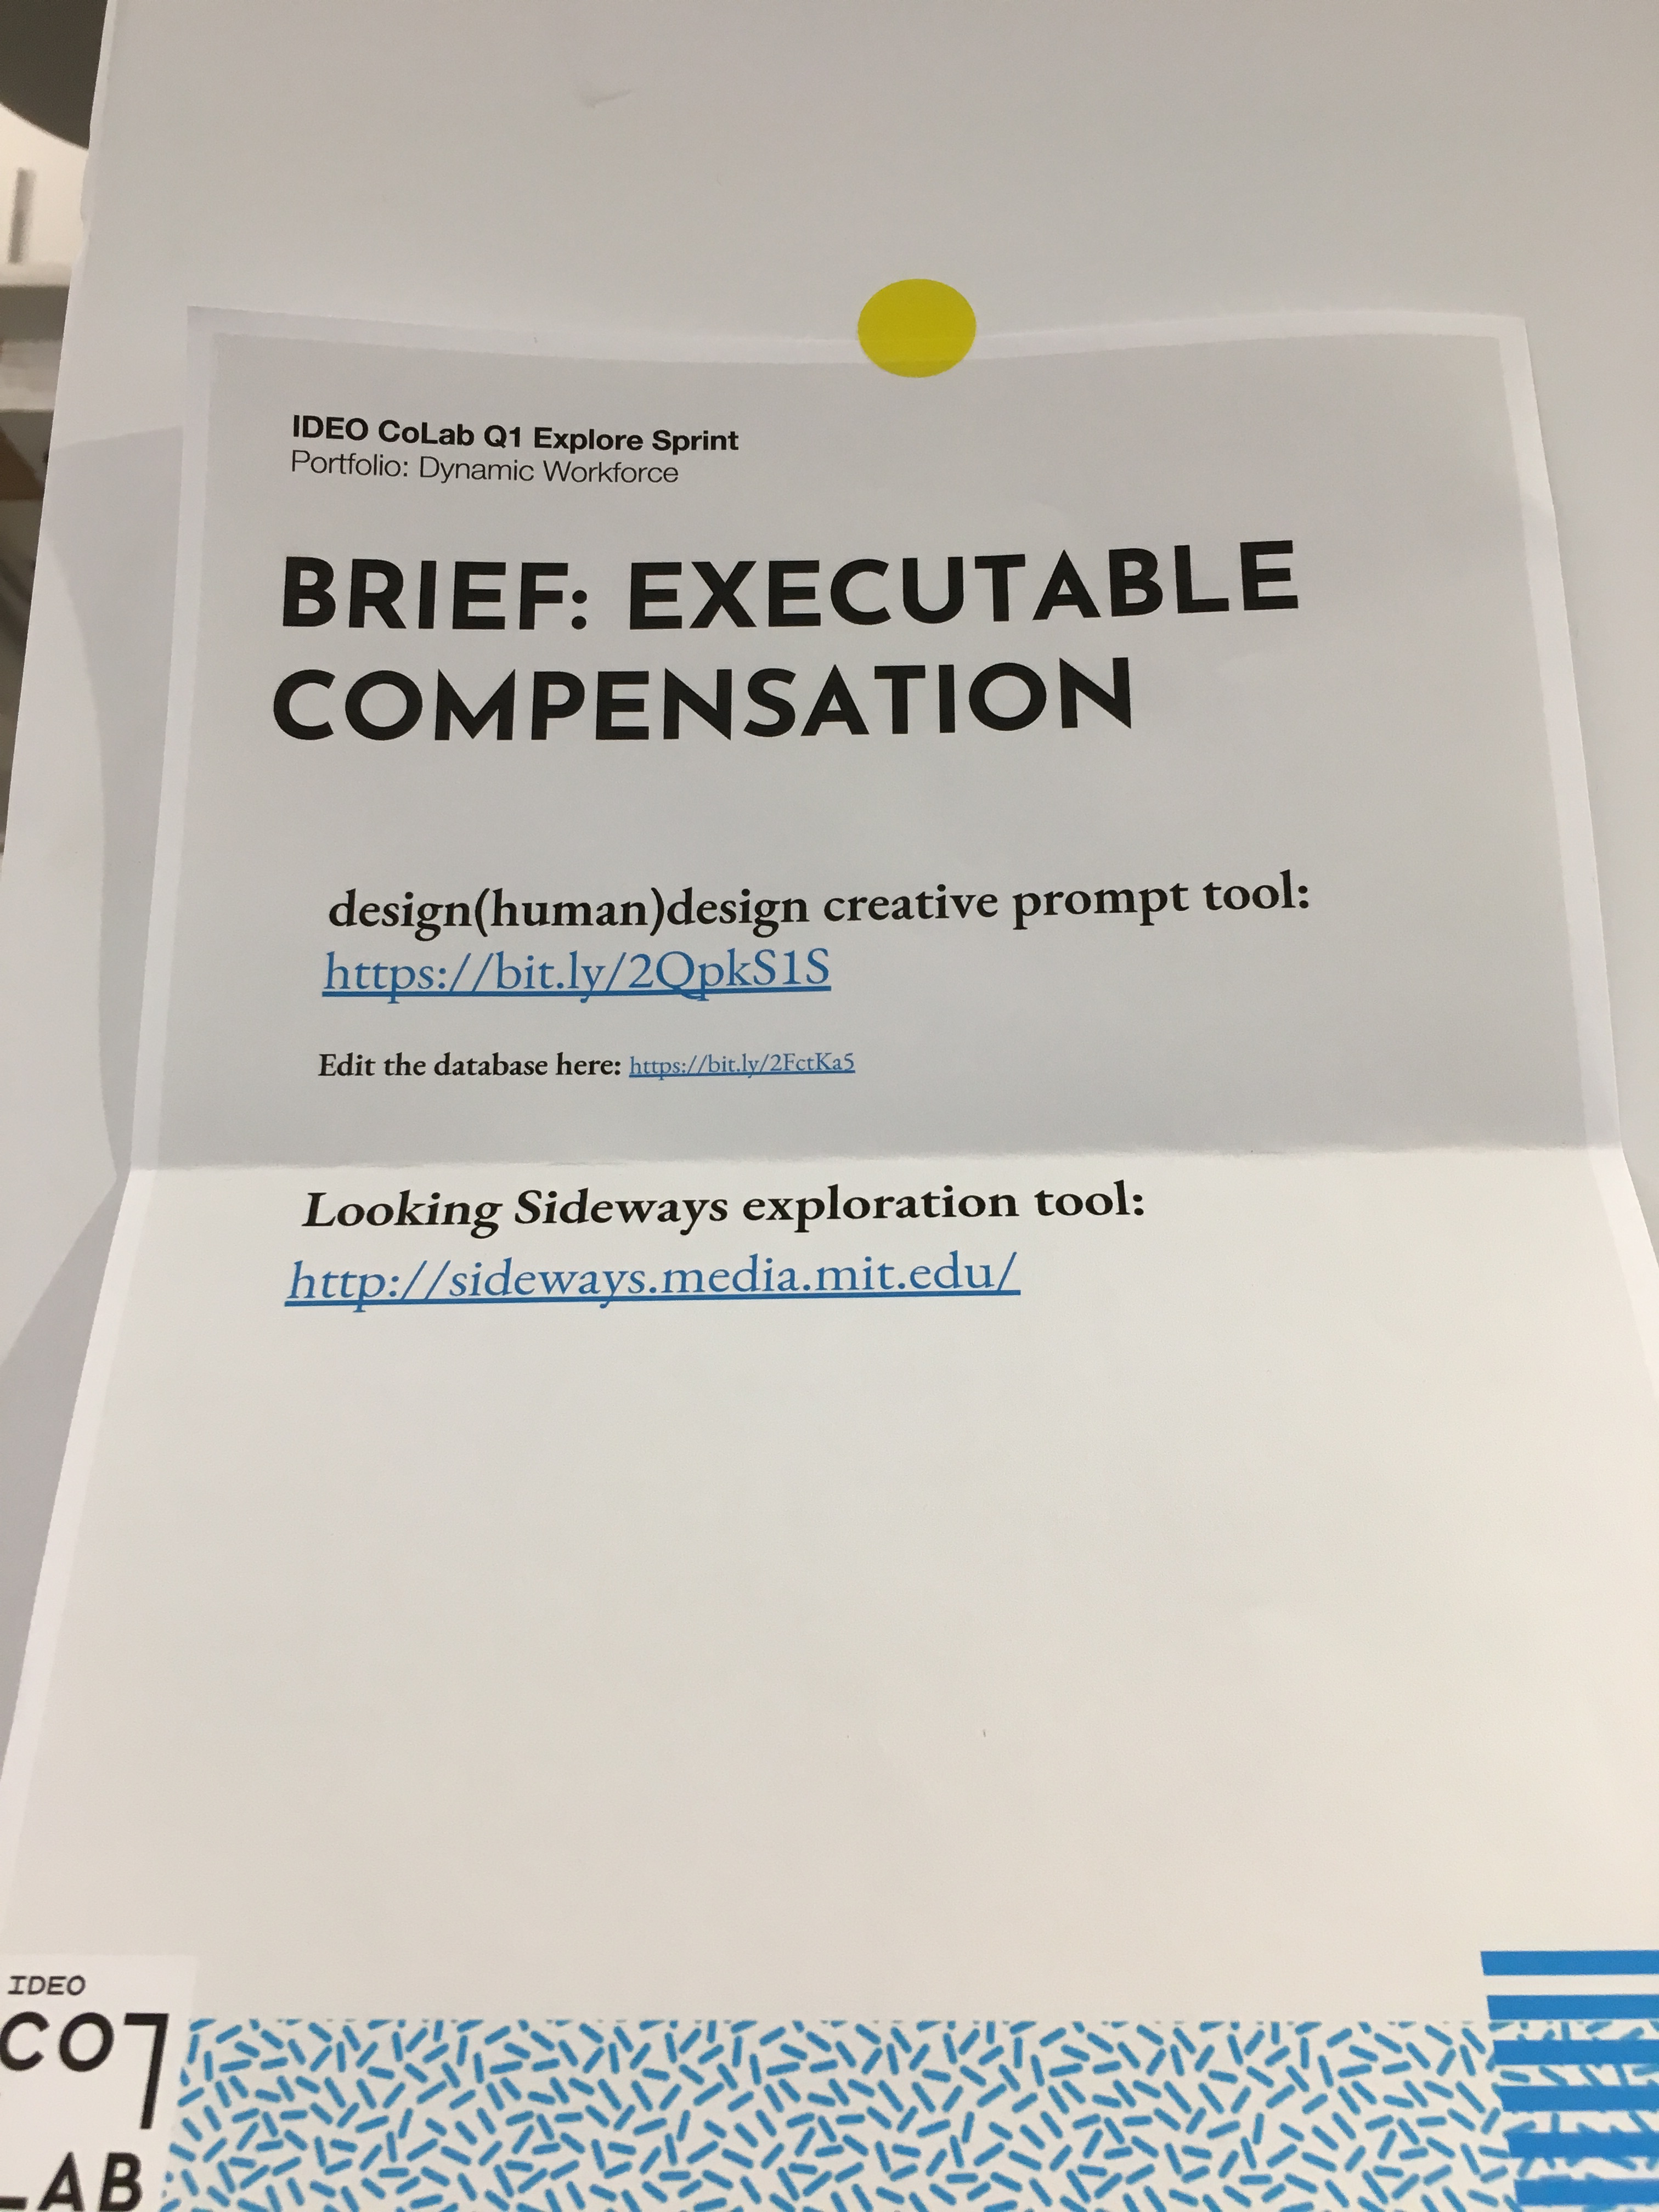 IDEO CoLab Q1 Explore Sprint
Portfolio: Dynamic Workforce
BRIEF: EXECUTABLE
COMPENSATION
design(human)design creative prompt tool:
https://bit.ly/2QpkS1S
Edit the database here: https://bit.ly/2FctKa5
Looking Sideways exploration tool:
http://sideways.media.mit.edu/
IDEO
CO
LAB